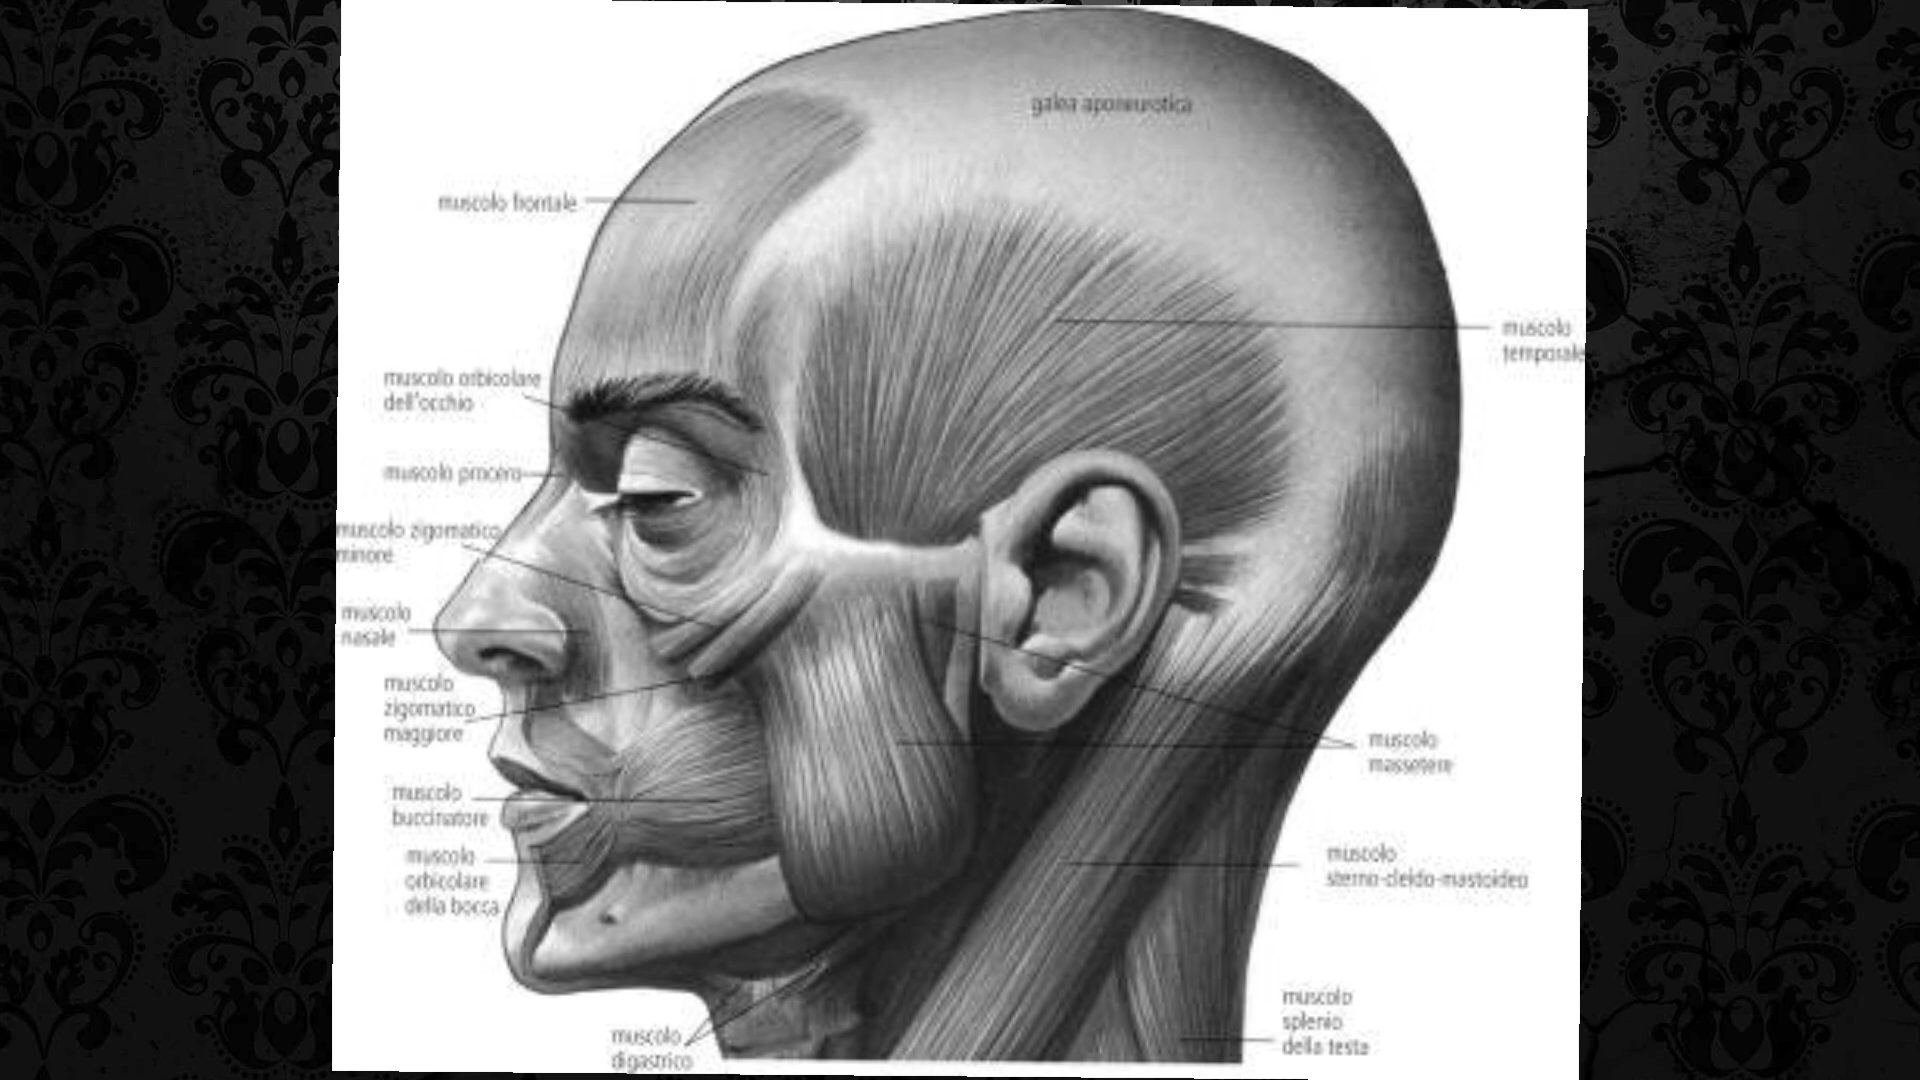 galea aponeurotica
muscolo frontale
muscolo
temporale
muscolo orbicolare
dell'occhio
muscolo procero
muscolo zigomatico
minore
muscolo
nasale
muscolo
zigomatico
maggiore
muscolo
massetere
muscolo
buccinatore
muscolo
orbicolare
della bocca
muscolo
sterno-cleido-mastoideo
muscolo
splenio
della testa
muscolo
digastrico